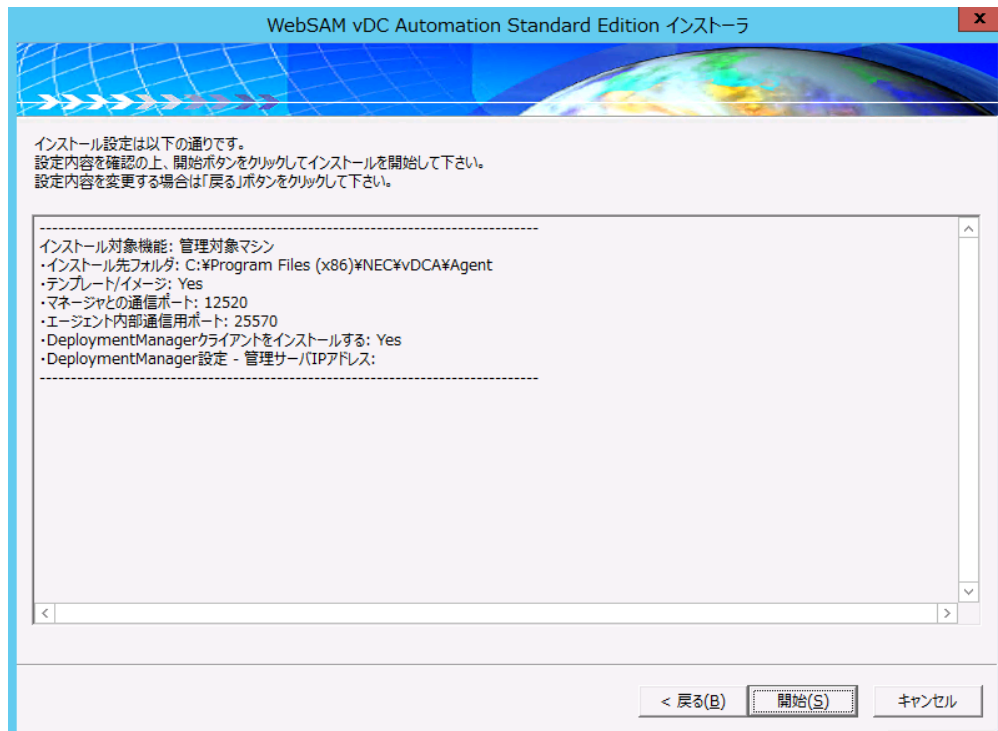 WebSAM vDC Automation Standard Edition インストーラ
x
インストール設定は以下の通りです。
設定内容を確認の上、開始ボタンをクリックしてインストールを開始して下さい。
設定内容を変更する場合は「戻る」ボタンをクリックして下さい。
--------------------------------------------------------------------------------
インストール対象機能: 管理対象マシン
・インストール先フォルダ: C:¥Program Files (x86)¥NEC¥vDCA¥Agent
・テンプレート/イメージ: Yes
・マネージャとの通信ポート: 12520
・エージェント内部通信用ポート: 25570
・DeploymentManagerクライアントをインストールする: Yes
・DeploymentManager設定 - 管理サーバIPアドレス:
--------------------------------------------------------------------------------
< 戻る(B) 開始(S) キャンセル